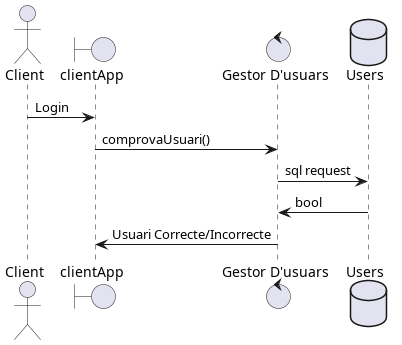 Client clientApp Gestor D'usuars Users
Login
comprovaUsuari()
sql request
bool
Usuari Correcte/Incorrecte
Client clientApp Gestor D'usuars Users